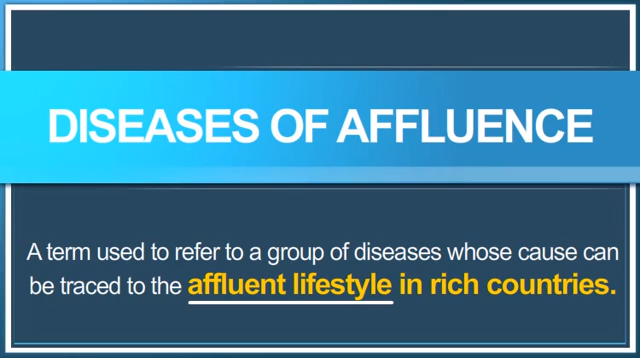 DISEASES OF AFFLUENCE
A term used to refer to a group of diseases whose cause can
be traced to the affluent lifestyle in rich countries.